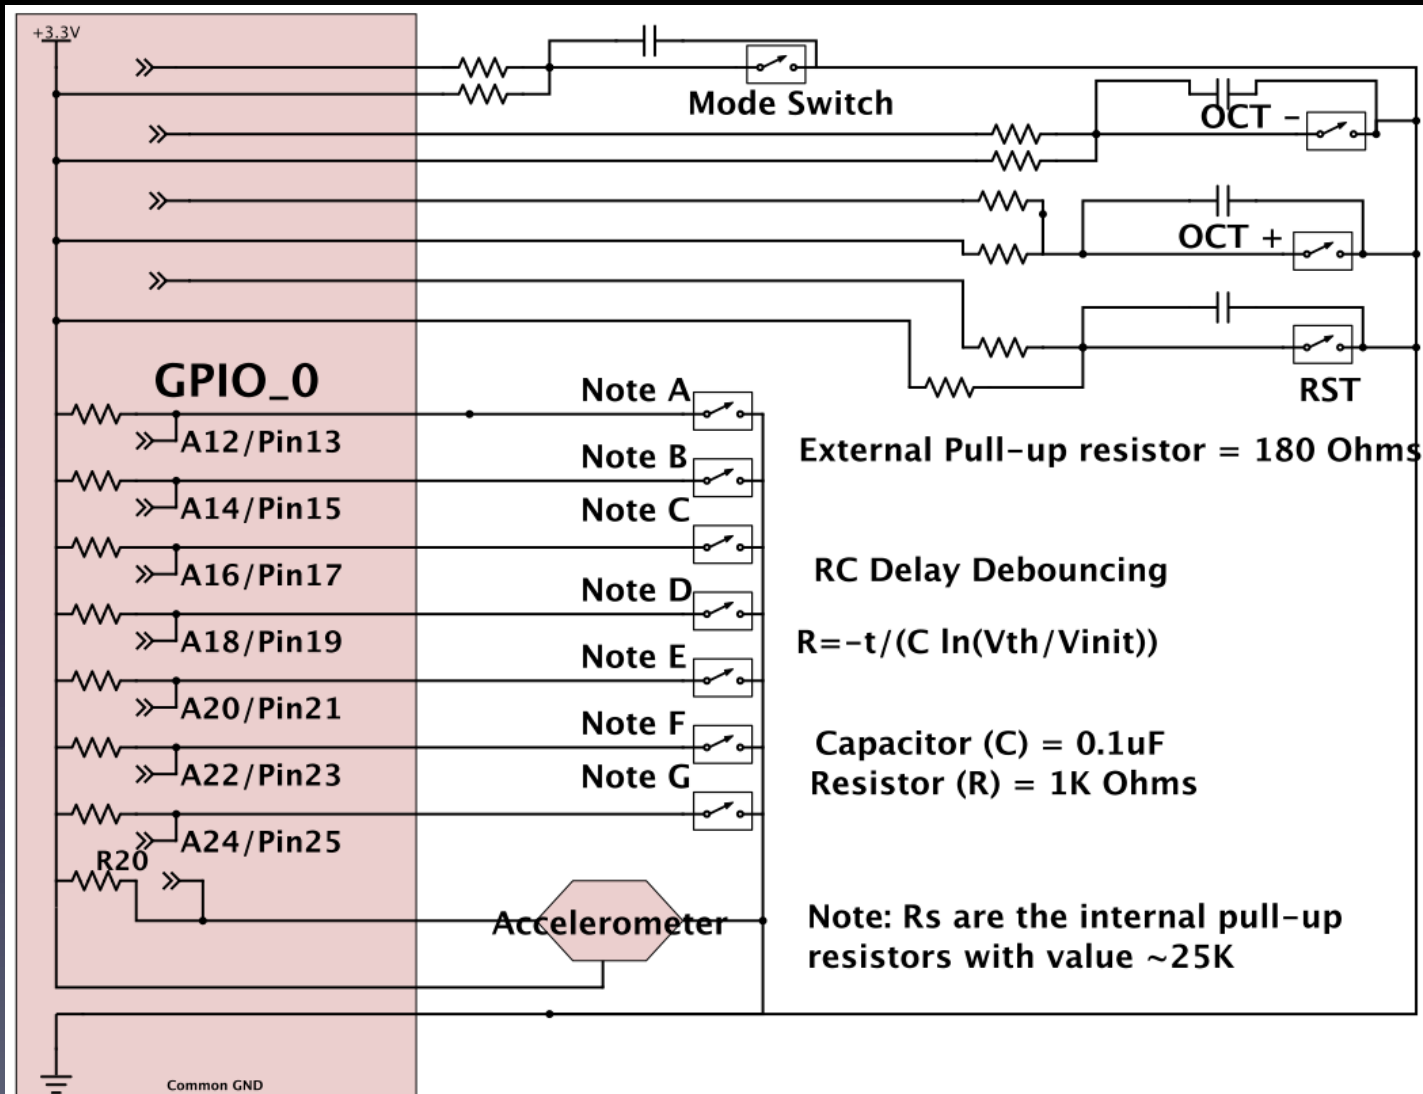 +3.3V
Mode Switch
OCT -
OCT +
RST
GPIO_0
Note A
A12/Pin13
Note B
A14/Pin15
Note C
A16/Pin17
Note D
A18/Pin19
Note E
A20/Pin21
Note F
A22/Pin23
Note G
A24/Pin25
R20
Accelerometer
Common GND
External Pull-up resistor = 180 Ohms
RC Delay Debouncing
R=-t/(C ln(Vth/Vinit))
Capacitor (C) = 0.1uF
Resistor (R) = 1K Ohms
Note: Rs are the internal pull-up
resistors with value ~25K